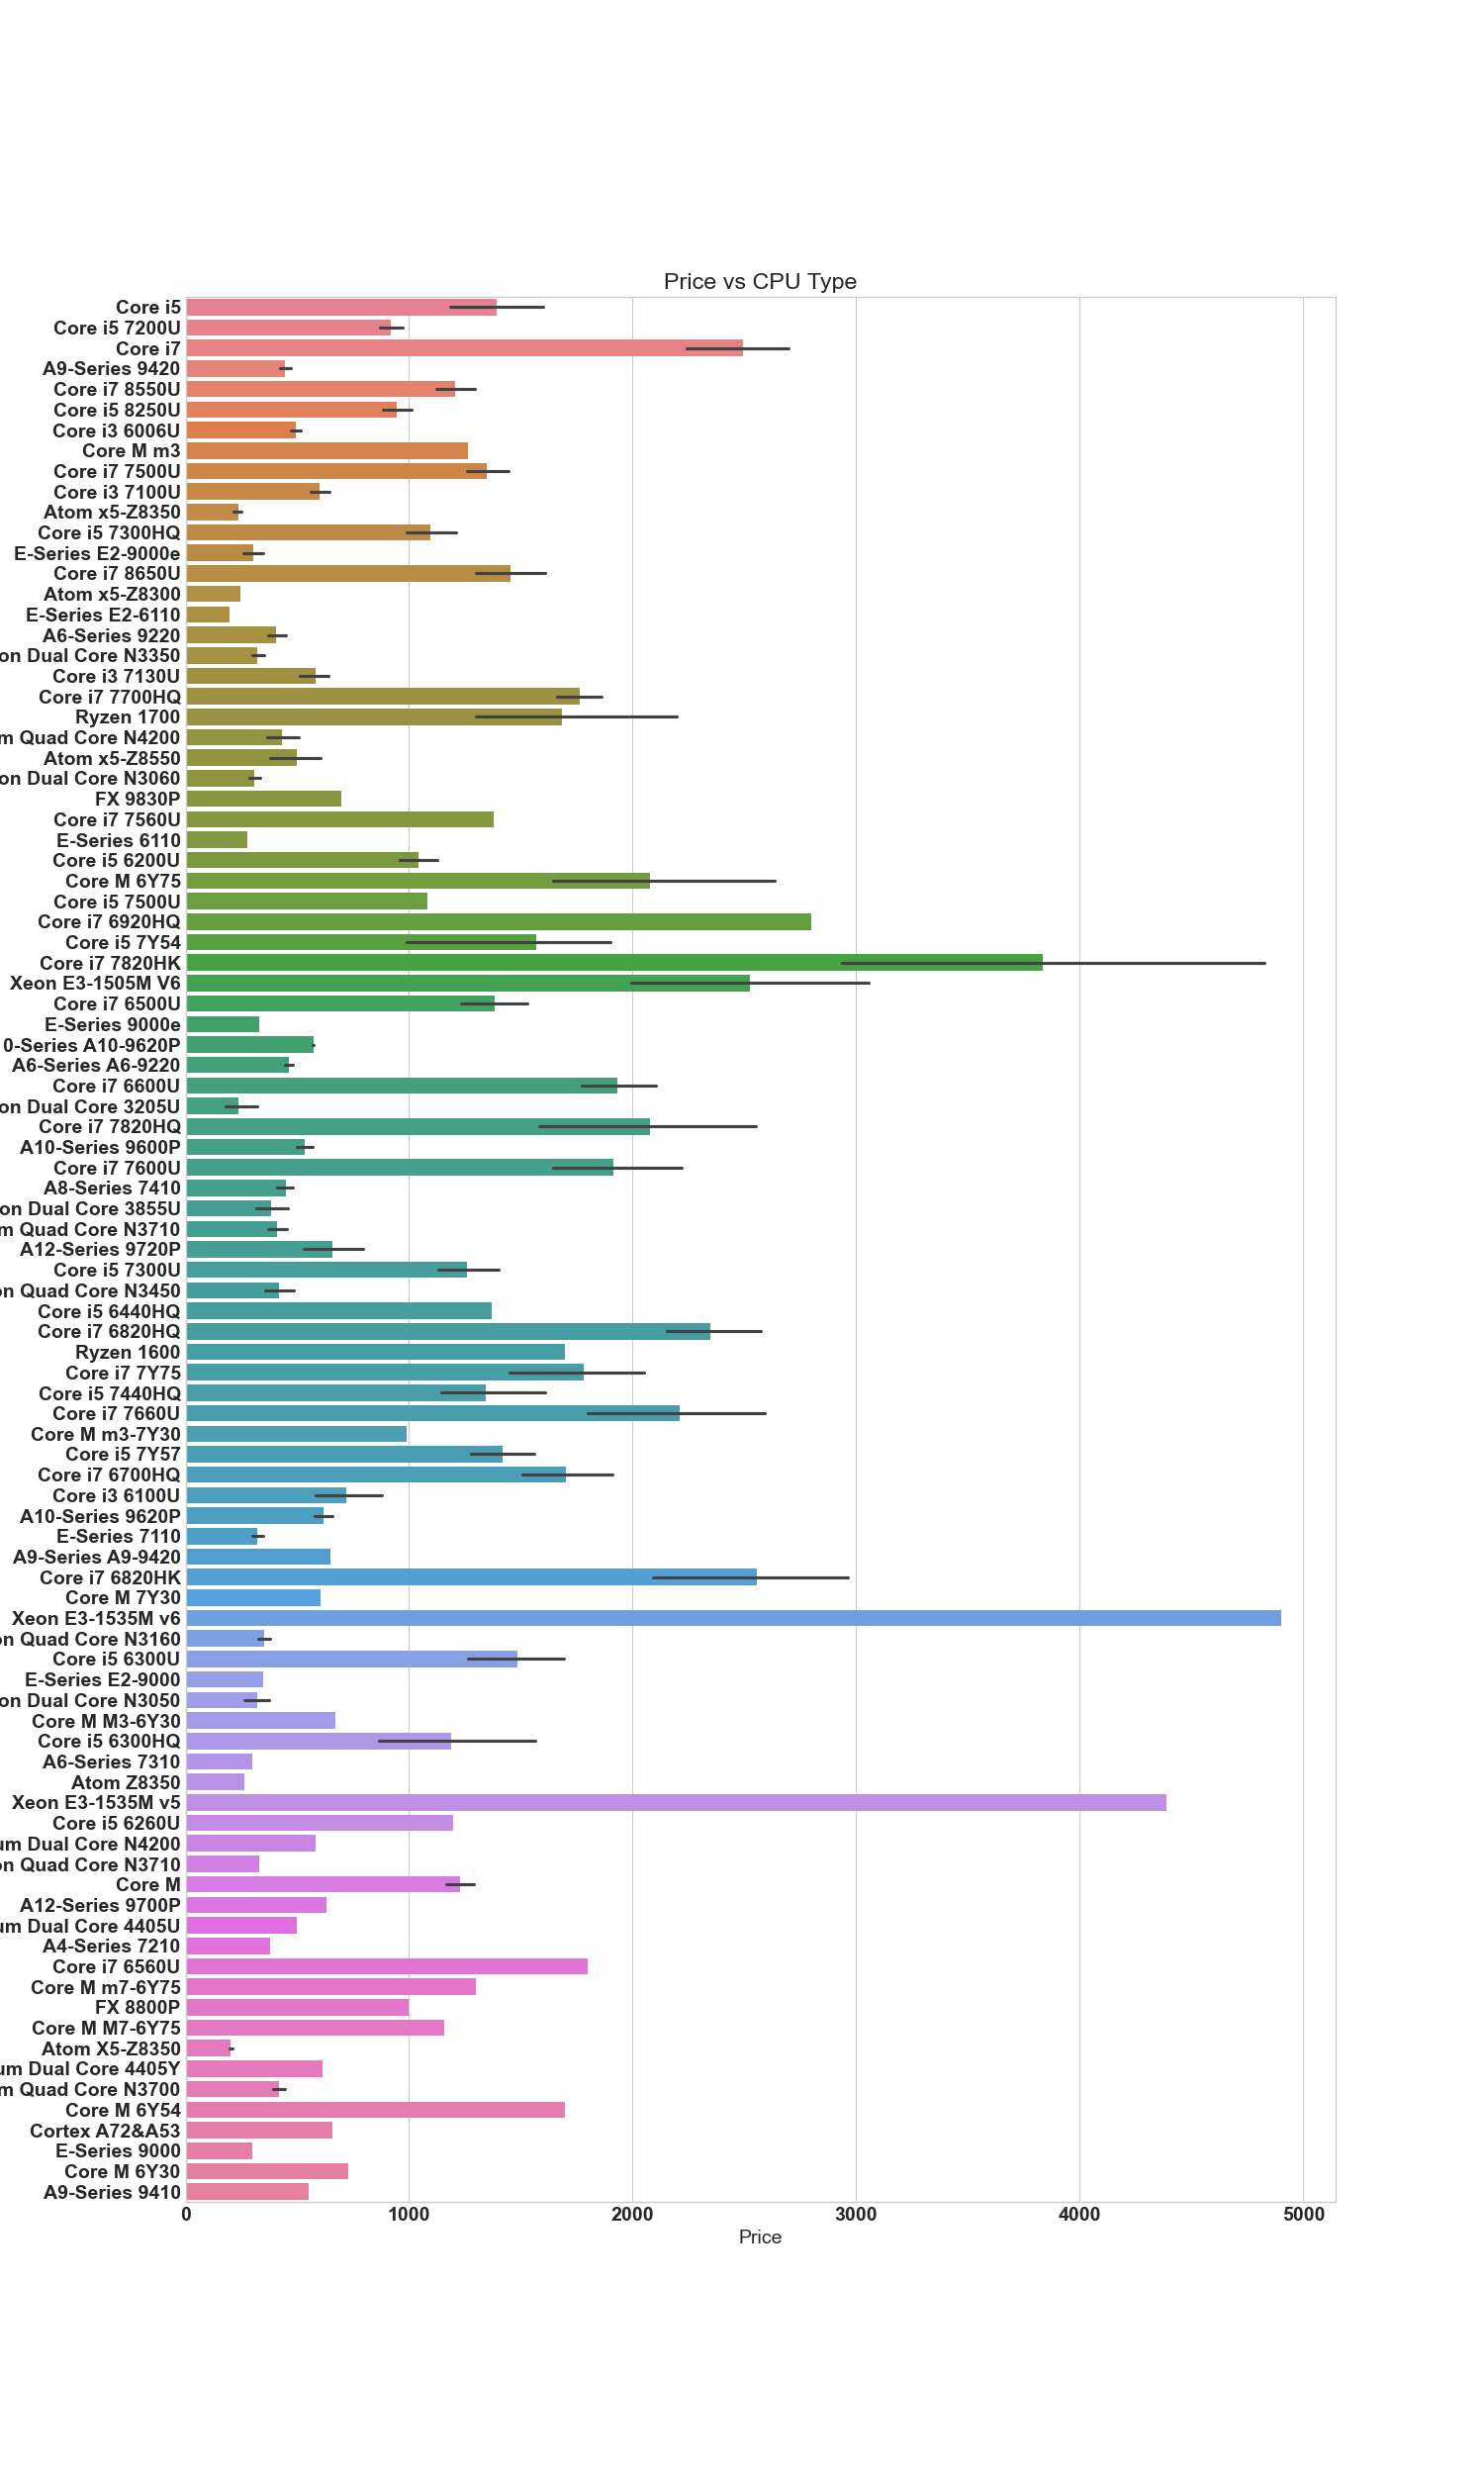 Price vs CPU Type
Core i5
Core i5 7200U
Core i7
A9-Series 9420
Core i7 8550U
Core i5 8250U
Core i3 6006U
Core M m3
Core i7 7500U
Core i3 7100U
Atom x5-Z8350
Core i5 7300HQ
E-Series E2-9000e
Core i7 8650U
Atom x5-Z8300
E-Series E2-6110
A6-Series 9220
on Dual Core N3350
Core i3 7130U
Core i7 7700HQ
Ryzen 1700
m Quad Core N4200
Atom x5-Z8550
on Dual Core N3060
FX 9830P
Core i7 7560U
E-Series 6110
Core i5 6200U
Core M 6Y75
Core i5 7500U
Core i7 6920HQ
Core i5 7Y54
Core i7 7820HK
Xeon E3-1505M V6
Core i7 6500U
E-Series 9000e
0-Series A10-9620P
A6-Series A6-9220
Core i7 6600U
on Dual Core 3205U
Core i7 7820HQ
A10-Series 9600P
Core i7 7600U
A8-Series 7410
on Dual Core 3855U
m Quad Core N3710
A12-Series 9720P
Core i5 7300U
on Quad Core N3450
Core i5 6440HQ
Core i7 6820HQ
Ryzen 1600
Core i7 7Y75
Core i5 7440HQ
Core i7 7660U
Core M m3-7Y30
Core i5 7Y57
Core i7 6700HQ
Core i3 6100U
A10-Series 9620P
E-Series 7110
A9-Series A9-9420
Core i7 6820HK
Core M 7Y30
Xeon E3-1535M v6
on Quad Core N3160
Core i5 6300U
E-Series E2-9000
on Dual Core N3050
Core M M3-6Y30
Core i5 6300HQ
A6-Series 7310
Atom Z8350
Xeon E3-1535M v5
Core i5 6260U
um Dual Core N4200
on Quad Core N3710
Core M
A12-Series 9700P
um Dual Core 4405U
A4-Series 7210
Core i7 6560U
Core M m7-6Y75
FX 8800P
Core M M7-6Y75
Atom X5-Z8350
um Dual Core 4405Y
m Quad Core N3700
Core M 6Y54
Cortex A72&A53
E-Series 9000
Core M 6Y30
A9-Series 9410
0 1000 2000 3000 4000 5000
Price